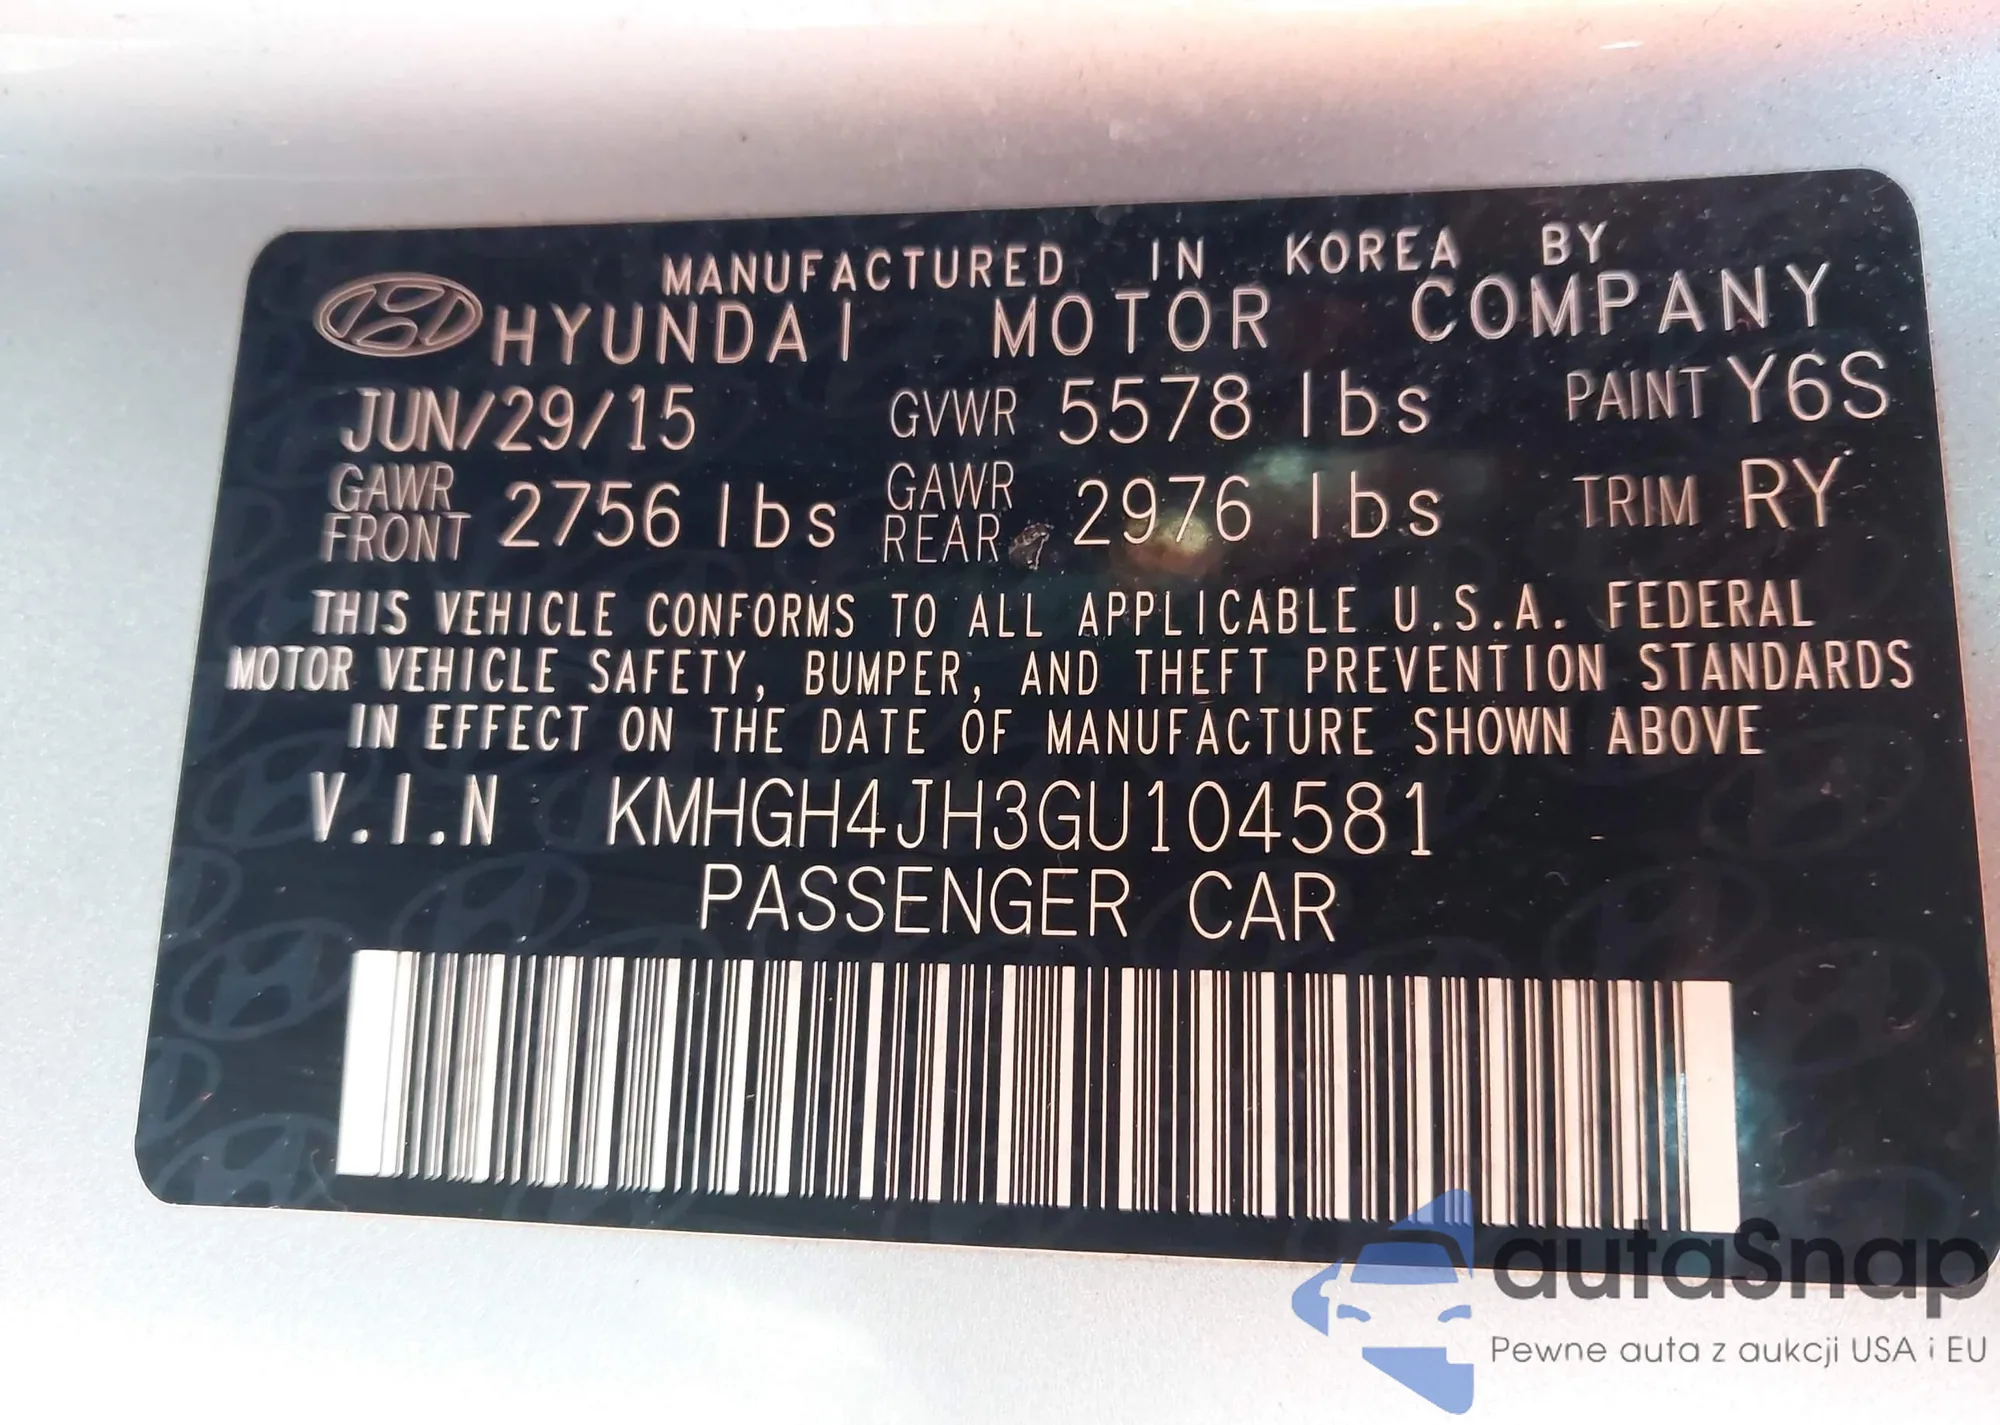 MANUFACTURED IN KOREA BY
HYUNDAI MOTOR COMPANY
JUN/29/15 GVWR 5578 lbs PAINT Y6S
GAWR FRONT 2756 lbs GAWR REAR 2976 lbs TRIM RY
THIS VEHICLE CONFORMS TO ALL APPLICABLE U.S.A. FEDERAL
MOTOR VEHICLE SAFETY, BUMPER, AND THEFT PREVENTION STANDARDS
IN EFFECT ON THE DATE OF MANUFACTURE SHOWN ABOVE
V.I.N KMHGH4JH3GU104581
PASSENGER CAR
autaSnap
Pewne auta z aukcji USA i EU